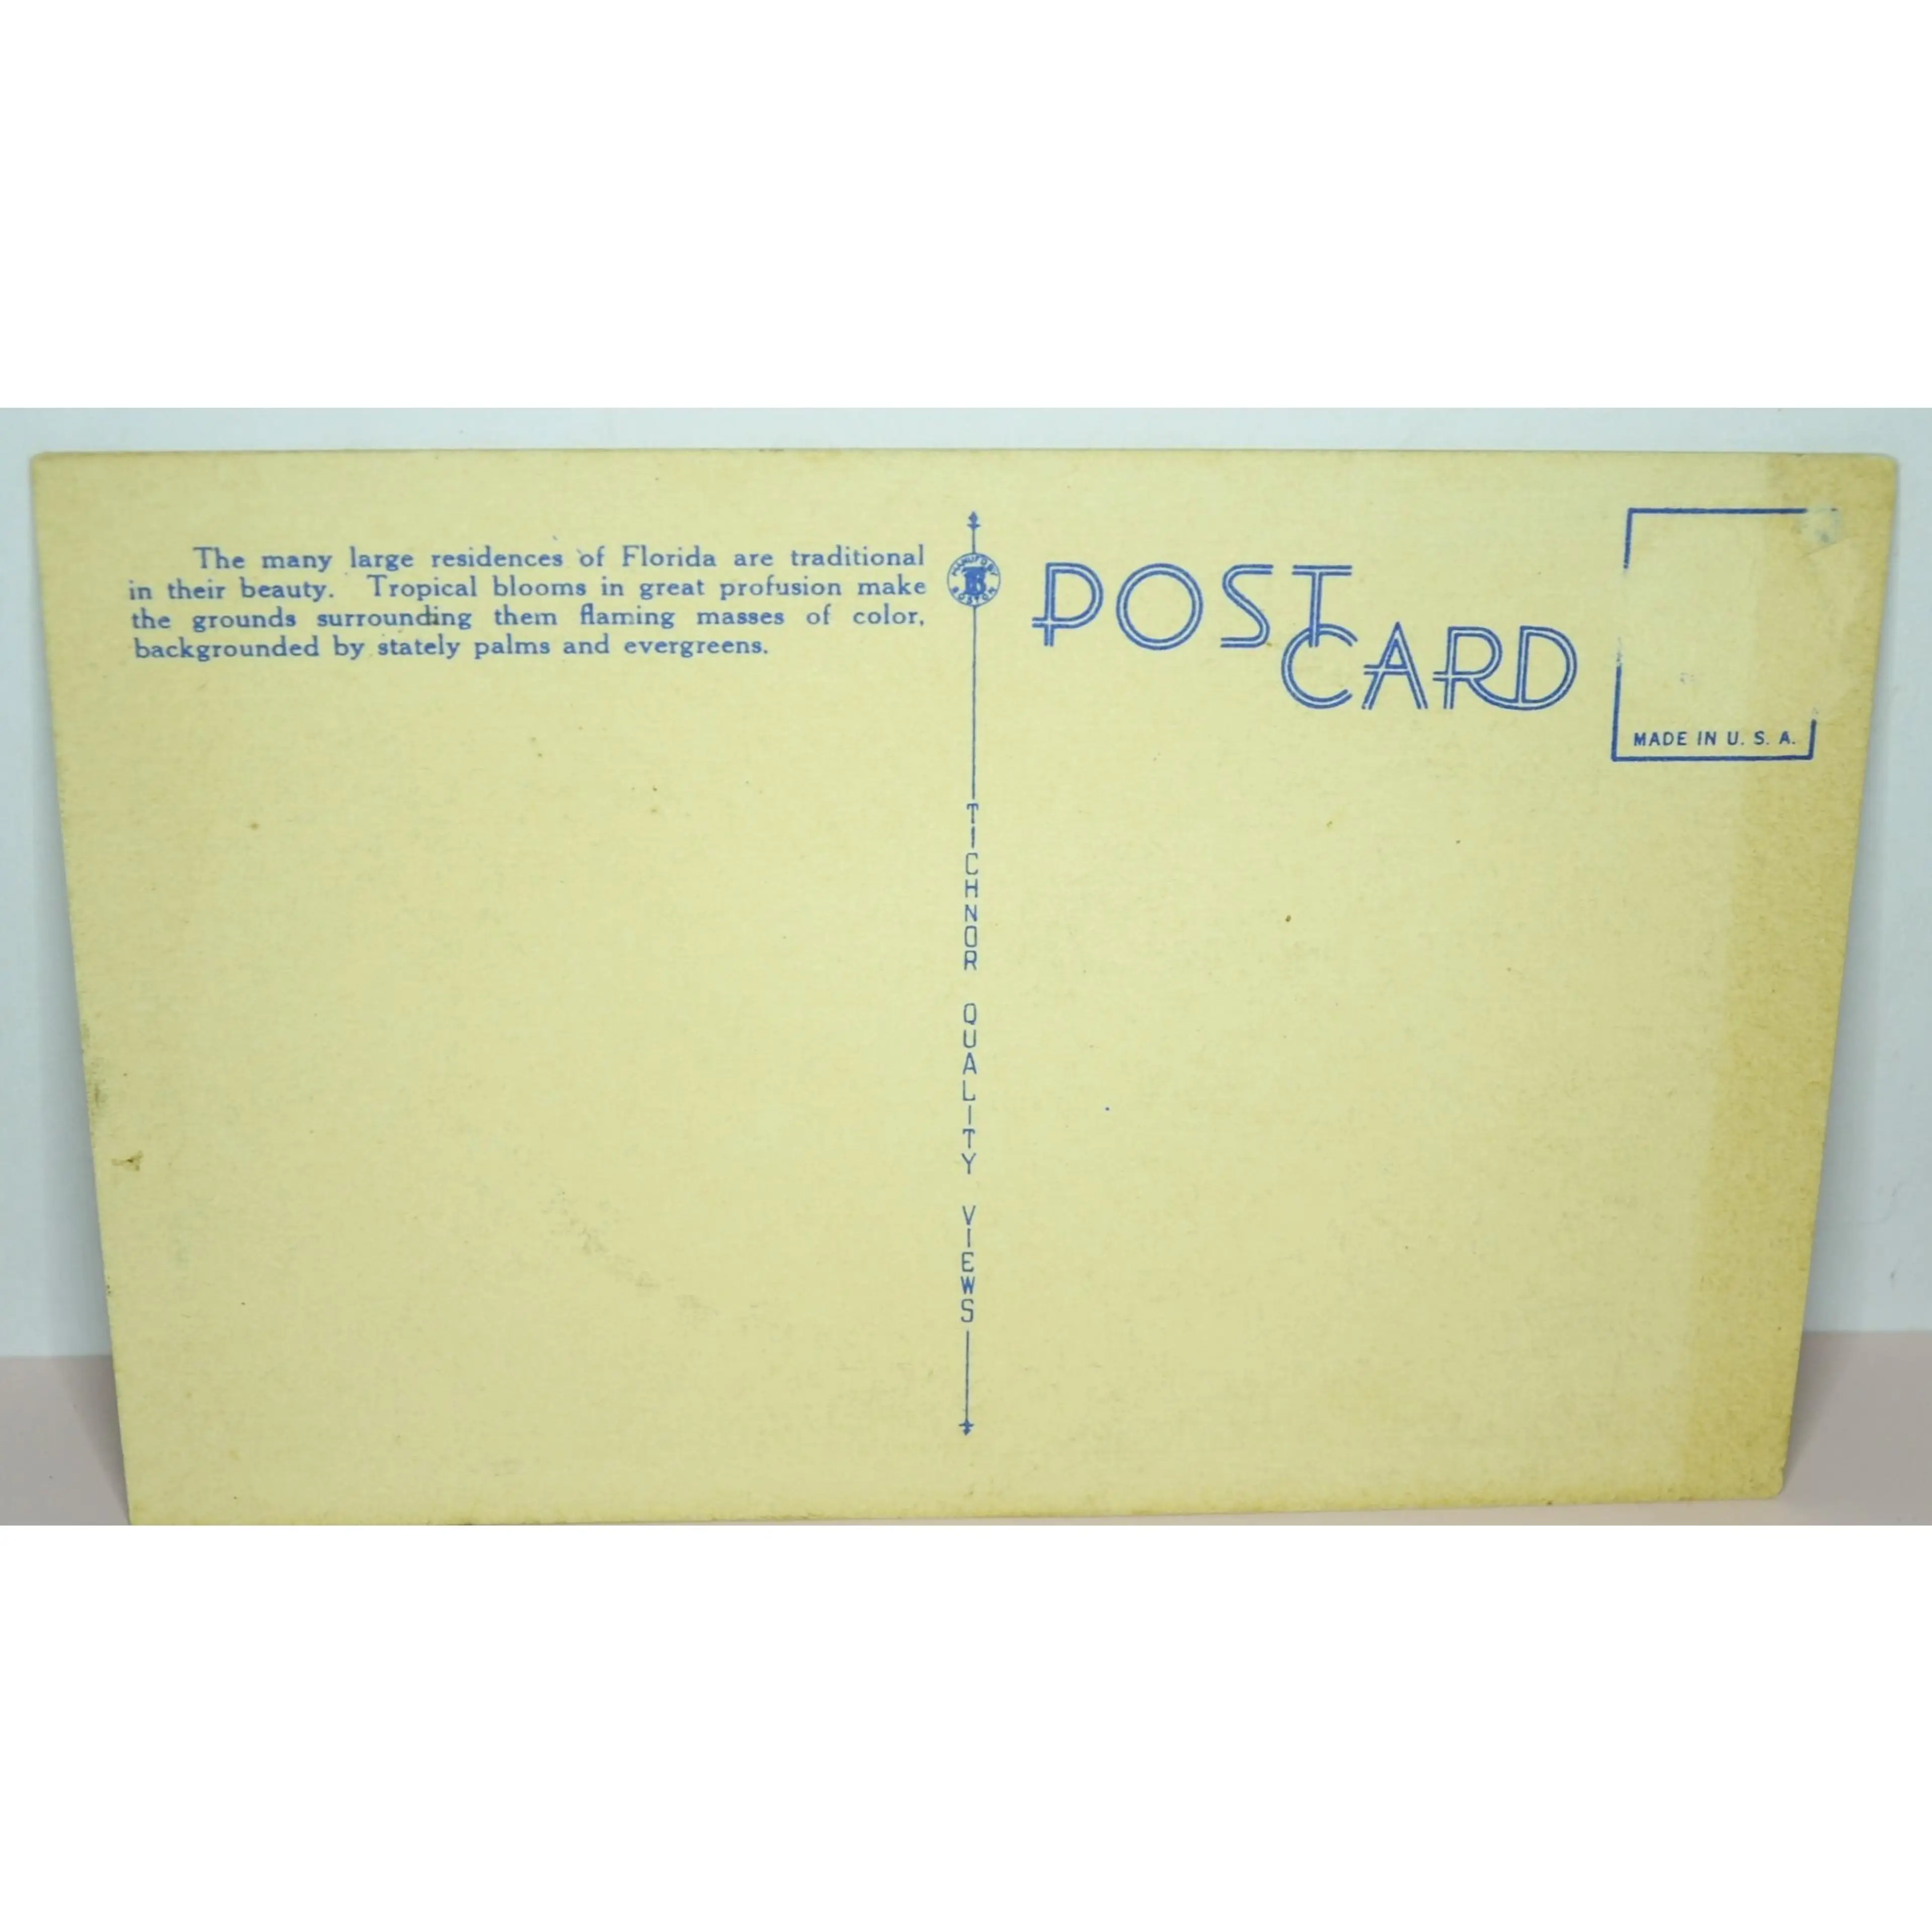 The many large residences of Florida are traditional
in their beauty. Tropical blooms in great profusion make
the grounds surrounding them flaming masses of color,
backgrounded by stately palms and evergreens.
BOSTON
TICHNOR QUALITY VIEWS
POST
CARD
MADE IN U. S. A.